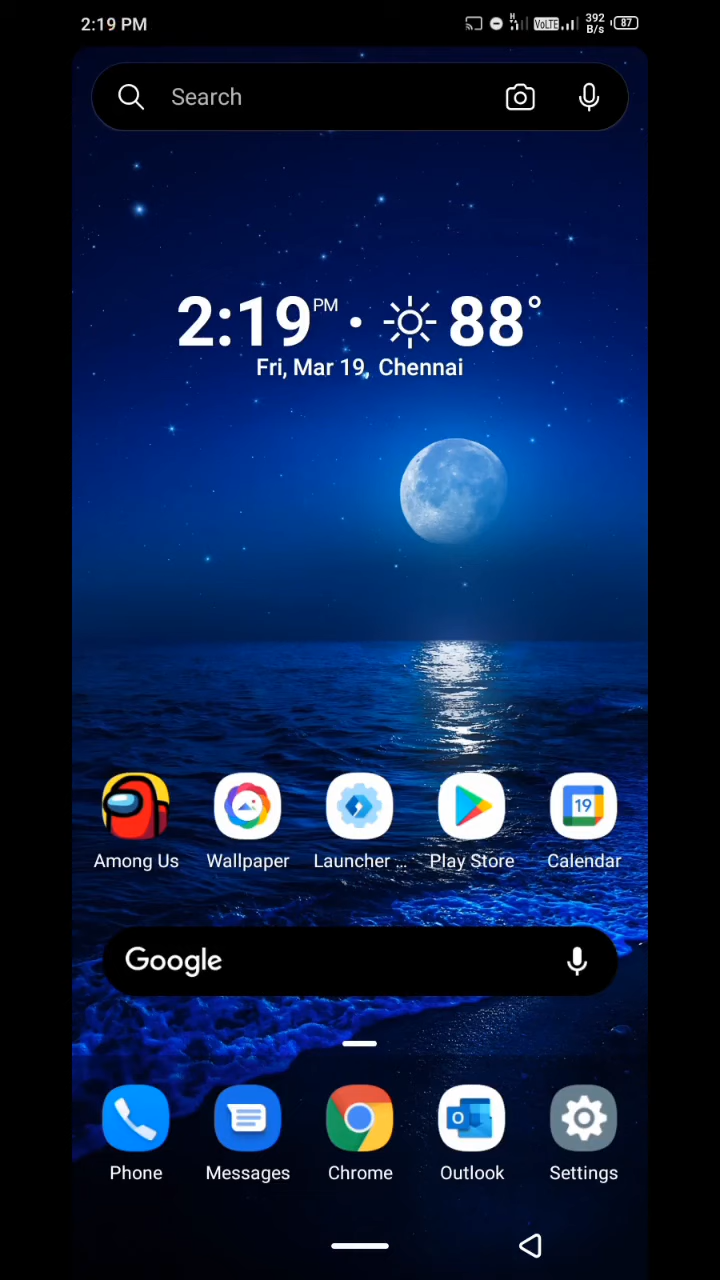 2:19 PM
H VoLTE 392 B/s 87
Search
2:19 PM · 88°
Fri, Mar 19, Chennai
Among Us Wallpaper Launcher ... Play Store Calendar
19
Google
Phone Messages Chrome Outlook Settings